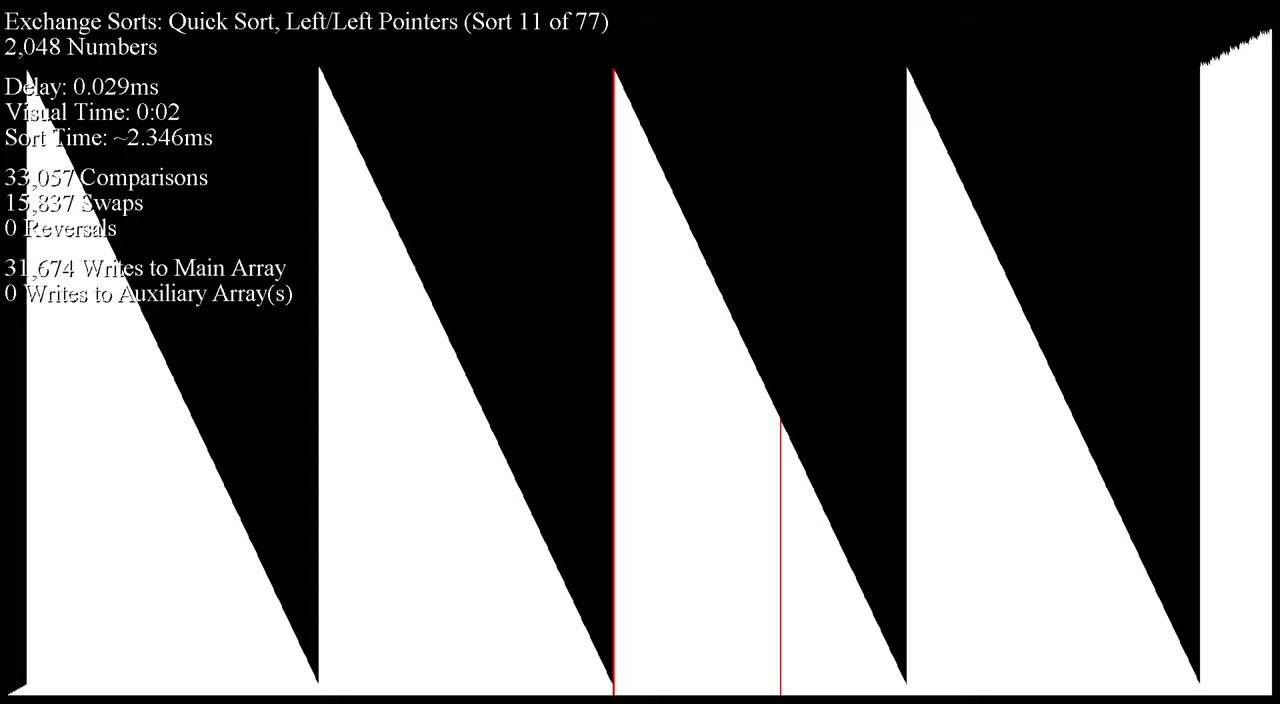 Exchange Sorts: Quick Sort, Left/Left Pointers (Sort 11 of 77)
2,048 Numbers
Delay: 0.029ms
Visual Time: 0:02
Sort Time: ~2.346ms
33,057 Comparisons
15,837 Swaps
0 Reversals
31,674 Writes to Main Array
0 Writes to Auxiliary Array(s)